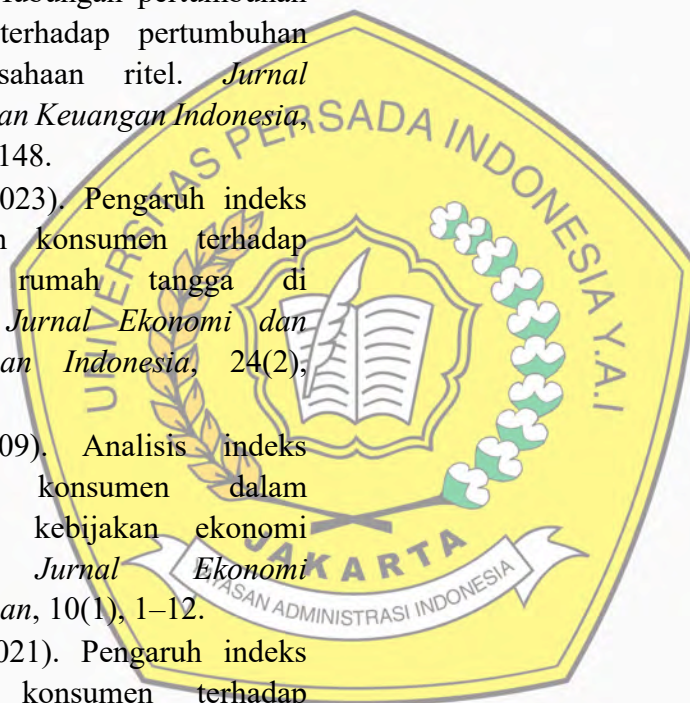 pertumbuhan
terhadap pertumbuhan
sahaan ritel. Jurnal
an Keuangan Indonesia,
148.
023). Pengaruh indeks
n konsumen terhadap
rumah tangga di
Jurnal Ekonomi dan
an Indonesia, 24(2),
09). Analisis indeks
konsumen dalam
kebijakan ekonomi
Jurnal Ekonomi
an, 10(1), 1–12.
021). Pengaruh indeks
konsumen terhadap
UNIVERSITAS PERSADA INDONESIA Y.A.I
JAKARTA
YAYASAN ADMINISTRASI INDONESIA